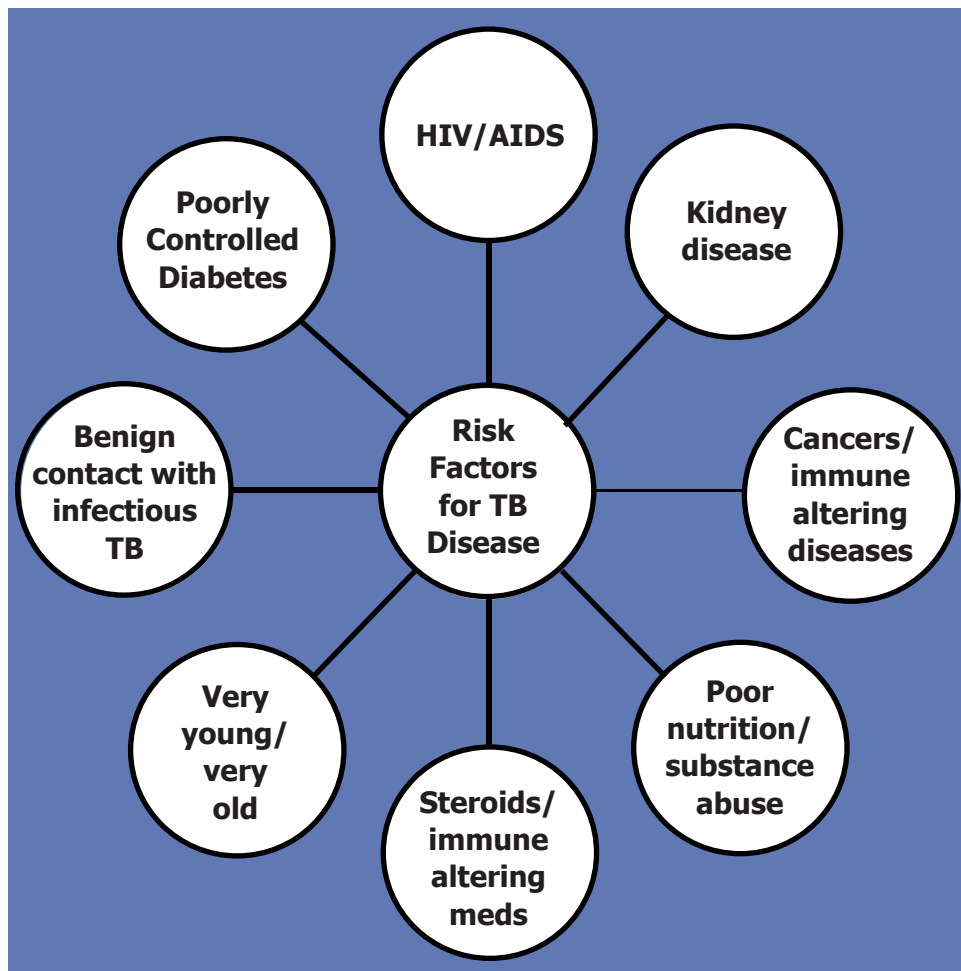 HIV/AIDS
Kidney
disease
Cancers/
immune
altering
diseases
Poor
nutrition/
substance
abuse
Steroids/
immune
altering
meds
Very
young/
very
old
Benign
contact with
infectious
TB
Poorly
Controlled
Diabetes
Risk
Factors
for TB
Disease